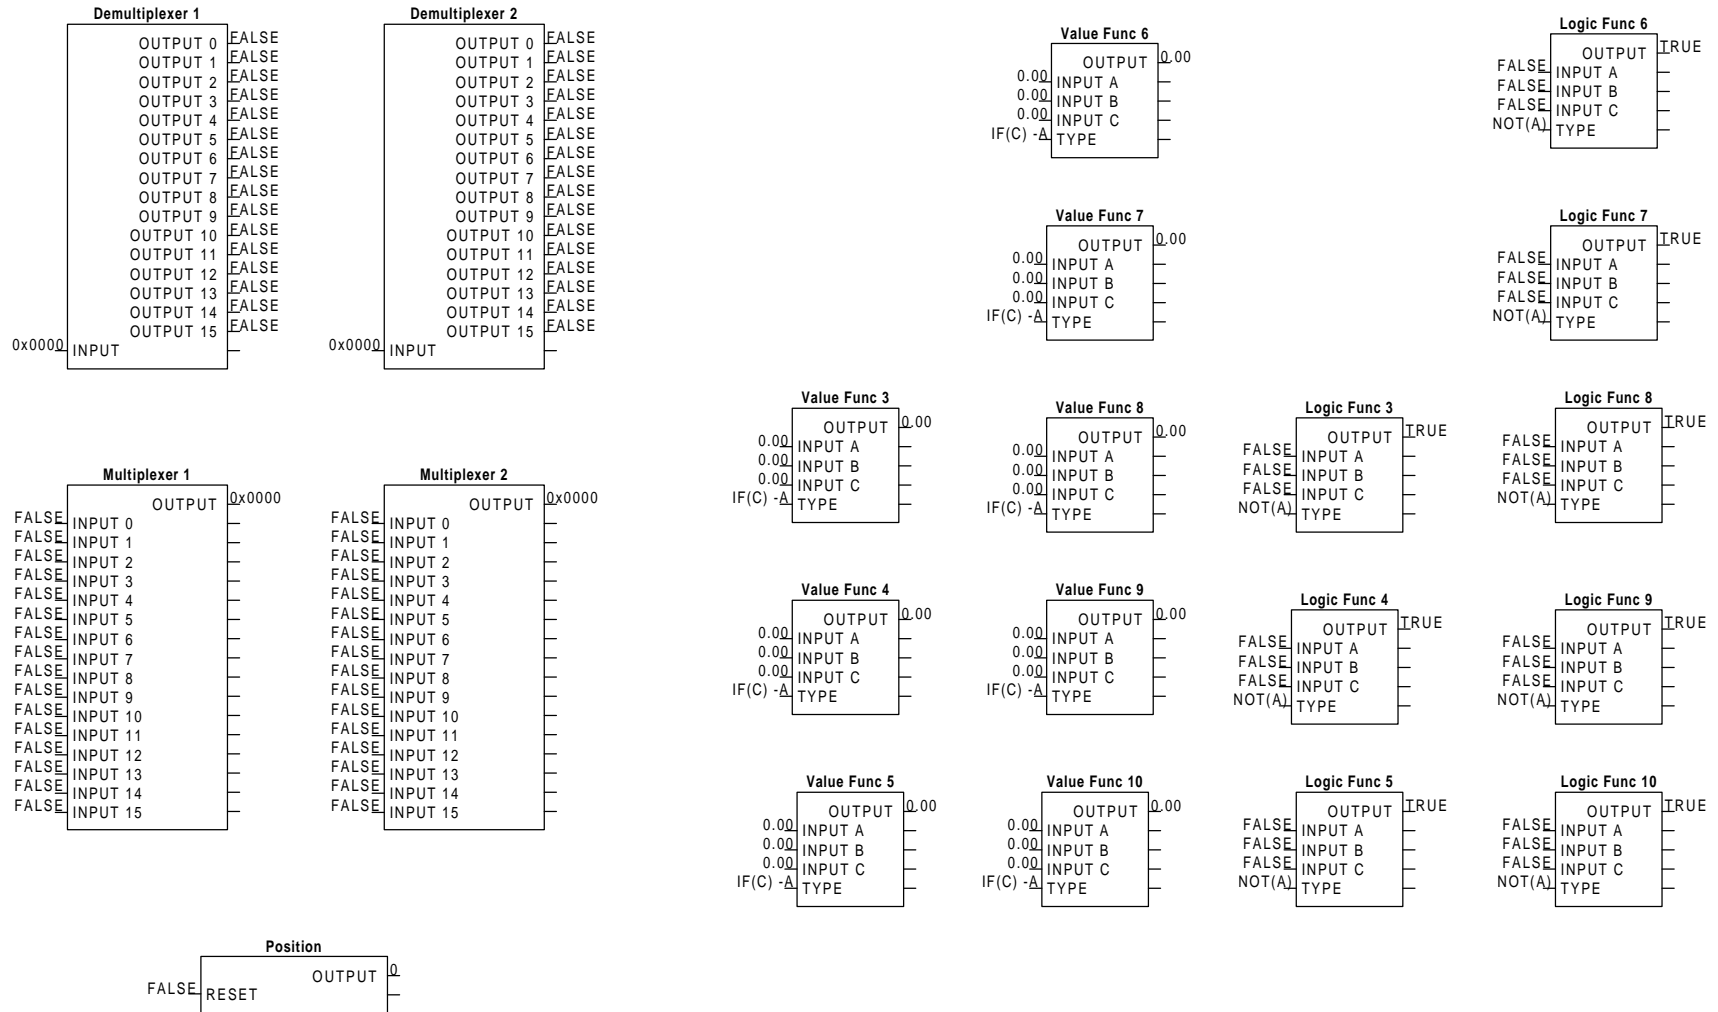 Demultiplexer 1
OUTPUT 0 FALSE
OUTPUT 1 FALSE
OUTPUT 2 FALSE
OUTPUT 3 FALSE
OUTPUT 4 FALSE
OUTPUT 5 FALSE
OUTPUT 6 FALSE
OUTPUT 7 FALSE
OUTPUT 8 FALSE
OUTPUT 9 FALSE
OUTPUT 10 FALSE
OUTPUT 11 FALSE
OUTPUT 12 FALSE
OUTPUT 13 FALSE
OUTPUT 14 FALSE
OUTPUT 15 FALSE
0x0000 INPUT
Demultiplexer 2
OUTPUT 0 FALSE
OUTPUT 1 FALSE
OUTPUT 2 FALSE
OUTPUT 3 FALSE
OUTPUT 4 FALSE
OUTPUT 5 FALSE
OUTPUT 6 FALSE
OUTPUT 7 FALSE
OUTPUT 8 FALSE
OUTPUT 9 FALSE
OUTPUT 10 FALSE
OUTPUT 11 FALSE
OUTPUT 12 FALSE
OUTPUT 13 FALSE
OUTPUT 14 FALSE
OUTPUT 15 FALSE
0x0000 INPUT
Value Func 6
OUTPUT 0.00
0.00 INPUT A
0.00 INPUT B
0.00 INPUT C
IF(C) -A TYPE
Logic Func 6
OUTPUT TRUE
FALSE INPUT A
FALSE INPUT B
FALSE INPUT C
NOT(A) TYPE
Value Func 7
OUTPUT 0.00
0.00 INPUT A
0.00 INPUT B
0.00 INPUT C
IF(C) -A TYPE
Logic Func 7
OUTPUT TRUE
FALSE INPUT A
FALSE INPUT B
FALSE INPUT C
NOT(A) TYPE
Multiplexer 1
OUTPUT 0x0000
FALSE INPUT 0
FALSE INPUT 1
FALSE INPUT 2
FALSE INPUT 3
FALSE INPUT 4
FALSE INPUT 5
FALSE INPUT 6
FALSE INPUT 7
FALSE INPUT 8
FALSE INPUT 9
FALSE INPUT 10
FALSE INPUT 11
FALSE INPUT 12
FALSE INPUT 13
FALSE INPUT 14
FALSE INPUT 15
Multiplexer 2
OUTPUT 0x0000
FALSE INPUT 0
FALSE INPUT 1
FALSE INPUT 2
FALSE INPUT 3
FALSE INPUT 4
FALSE INPUT 5
FALSE INPUT 6
FALSE INPUT 7
FALSE INPUT 8
FALSE INPUT 9
FALSE INPUT 10
FALSE INPUT 11
FALSE INPUT 12
FALSE INPUT 13
FALSE INPUT 14
FALSE INPUT 15
Value Func 3
OUTPUT 0.00
0.00 INPUT A
0.00 INPUT B
0.00 INPUT C
IF(C) -A TYPE
Value Func 8
OUTPUT 0.00
0.00 INPUT A
0.00 INPUT B
0.00 INPUT C
IF(C) -A TYPE
Logic Func 3
OUTPUT TRUE
FALSE INPUT A
FALSE INPUT B
FALSE INPUT C
NOT(A) TYPE
Logic Func 8
OUTPUT TRUE
FALSE INPUT A
FALSE INPUT B
FALSE INPUT C
NOT(A) TYPE
Value Func 4
OUTPUT 0.00
0.00 INPUT A
0.00 INPUT B
0.00 INPUT C
IF(C) -A TYPE
Value Func 9
OUTPUT 0.00
0.00 INPUT A
0.00 INPUT B
0.00 INPUT C
IF(C) -A TYPE
Logic Func 4
OUTPUT TRUE
FALSE INPUT A
FALSE INPUT B
FALSE INPUT C
NOT(A) TYPE
Logic Func 9
OUTPUT TRUE
FALSE INPUT A
FALSE INPUT B
FALSE INPUT C
NOT(A) TYPE
Value Func 5
OUTPUT 0.00
0.00 INPUT A
0.00 INPUT B
0.00 INPUT C
IF(C) -A TYPE
Value Func 10
OUTPUT 0.00
0.00 INPUT A
0.00 INPUT B
0.00 INPUT C
IF(C) -A TYPE
Logic Func 5
OUTPUT TRUE
FALSE INPUT A
FALSE INPUT B
FALSE INPUT C
NOT(A) TYPE
Logic Func 10
OUTPUT TRUE
FALSE INPUT A
FALSE INPUT B
FALSE INPUT C
NOT(A) TYPE
Position
OUTPUT 0
FALSE RESET